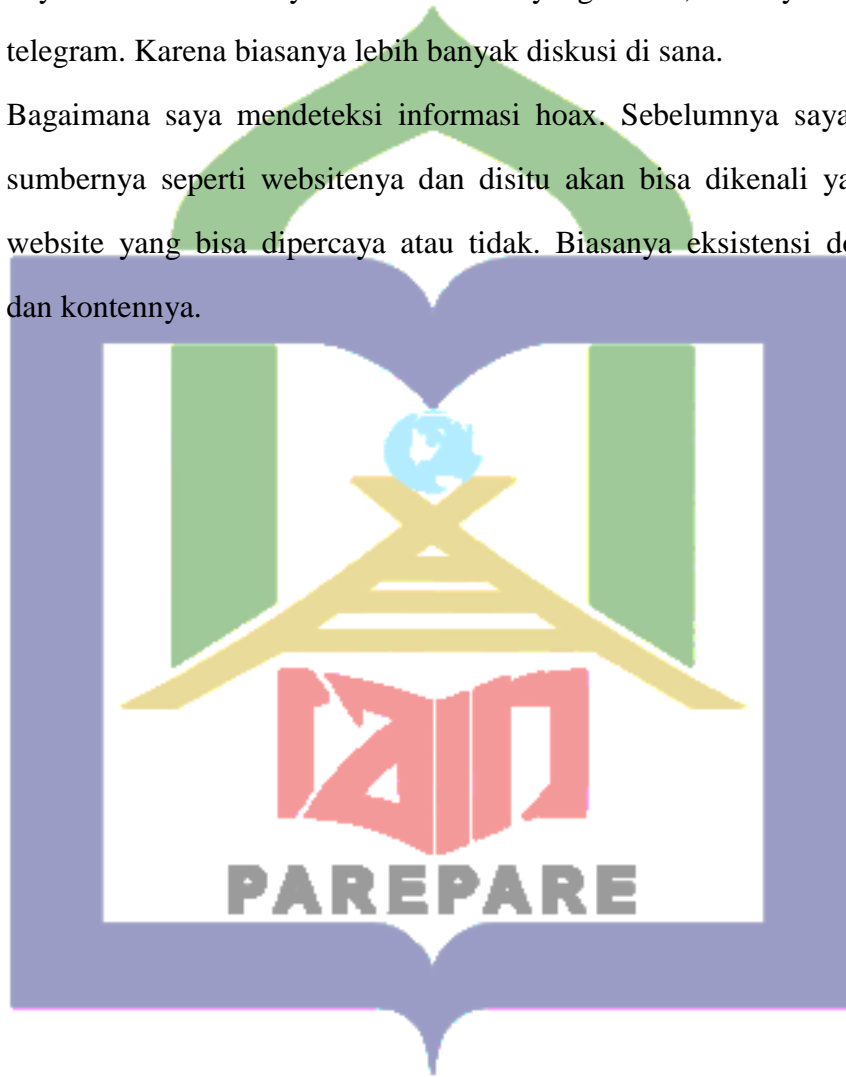 telegram. Karena biasanya lebih banyak diskusi di sana.
Bagaimana saya mendeteksi informasi hoax. Sebelumnya saya
sumbernya seperti websitenya dan disitu akan bisa dikenali
website yang bisa dipercaya atau tidak. Biasanya eksistensi
dan kontennya.
iain
PAREPARE